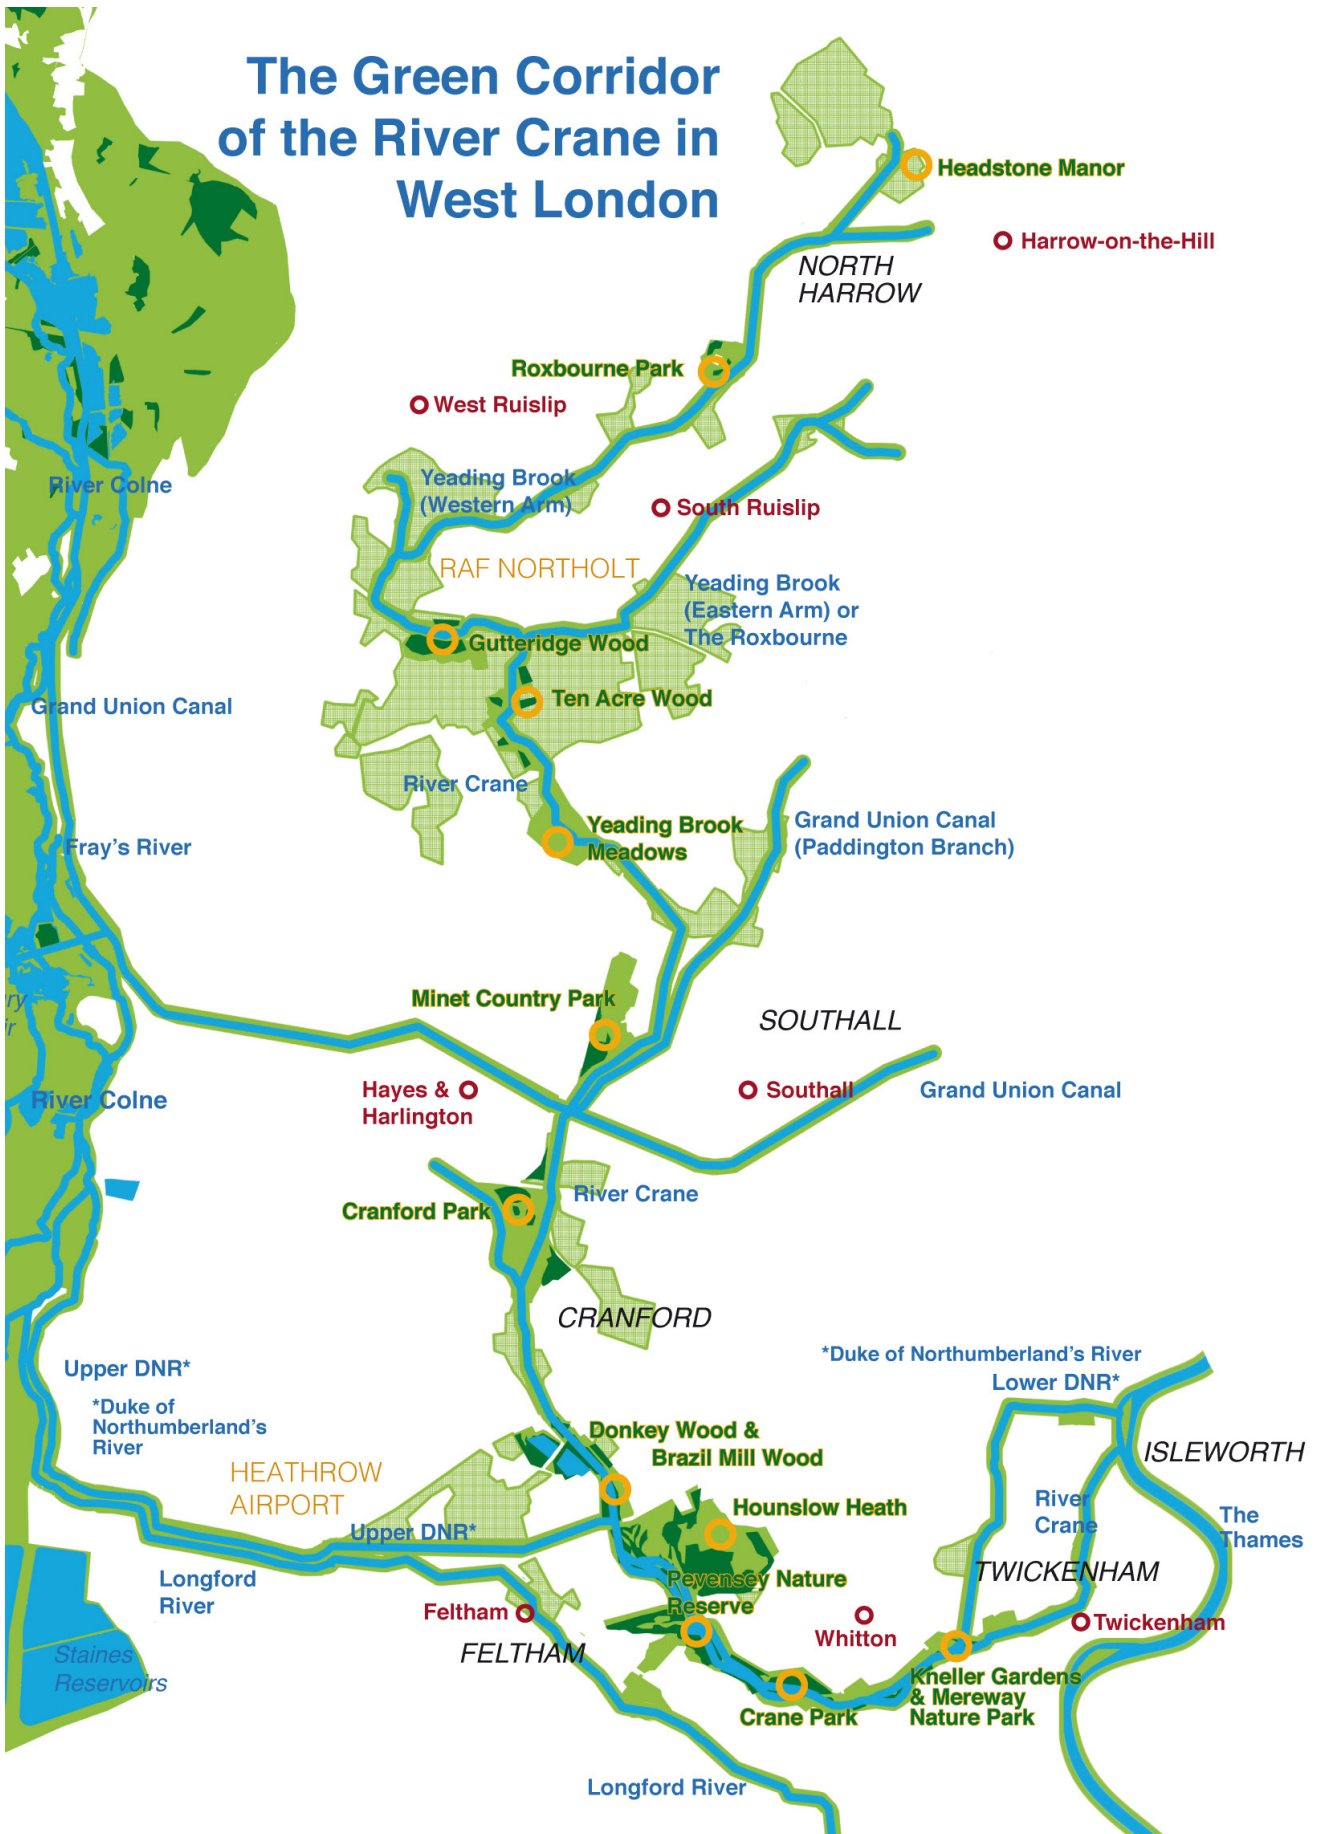 The Green Corridor
of the River Crane in
West London
Headstone Manor
Harrow-on-the-Hill
NORTH
HARROW
Roxbourne Park
West Ruislip
River Colne
Yeading Brook
(Western Arm)
South Ruislip
RAF NORTHOLT
Yeading Brook
(Eastern Arm) or
The Roxbourne
Gutteridge Wood
Ten Acre Wood
Grand Union Canal
River Crane
Yeading Brook
Meadows
Grand Union Canal
(Paddington Branch)
Fray's River
Minet Country Park
SOUTHALL
Hayes &
Harlington
Southall
Grand Union Canal
River Colne
River Crane
Cranford Park
CRANFORD
*Duke of Northumberland's River
Lower DNR*
Upper DNR*
*Duke of
Northumberland's
River
Donkey Wood &
Brazil Mill Wood
ISLEWORTH
HEATHROW
AIRPORT
Hounslow Heath
River
Crane
The
Thames
Upper DNR*
Longford
River
Pevensey Nature
Reserve
TWICKENHAM
Feltham
Whitton
Twickenham
FELTHAM
Staines
Reservoirs
Kneller Gardens
& Mereway
Nature Park
Crane Park
Longford River